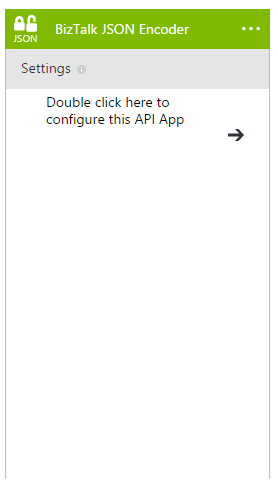 JSON
BizTalk JSON Encoder
Settings
Double click here to
configure this API App